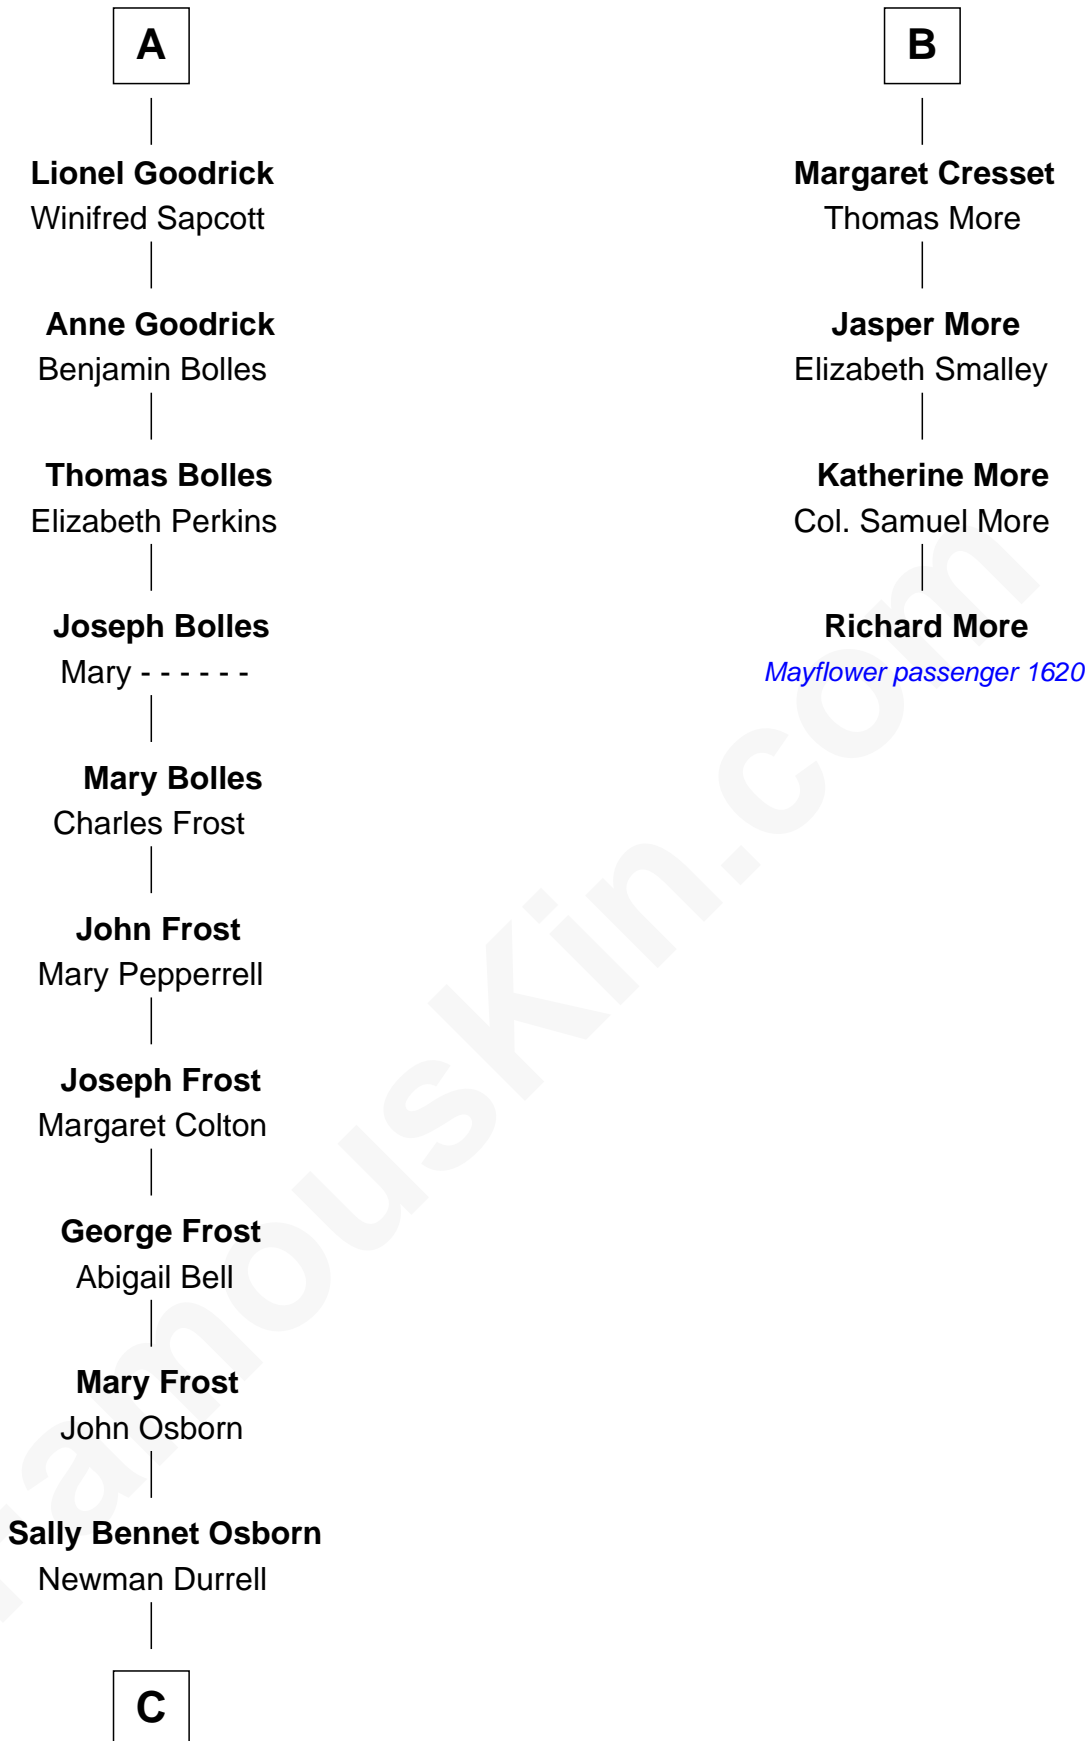 A
Lionel Goodrick
Winifred Sapcott
Anne Goodrick
Benjamin Bolles
Thomas Bolles
Elizabeth Perkins
Joseph Bolles
Mary - - - - - -
Mary Bolles
Charles Frost
John Frost
Mary Pepperrell
Joseph Frost
Margaret Colton
George Frost
Abigail Bell
Mary Frost
John Osborn
Sally Bennet Osborn
Newman Durrell
C
B
Margaret Cresset
Thomas More
Jasper More
Elizabeth Smalley
Katherine More
Col. Samuel More
Richard More
Mayflower passenger 1620
FamousKin.com